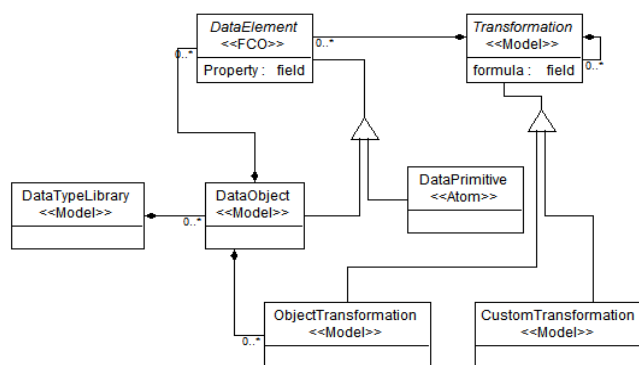 DataElement
<<FCO>>
Property : field
0..*
0..*
Transformation
<<Model>>
formula : field
0..*
DataTypeLibrary
<<Model>>
0..*
DataObject
<<Model>>
DataPrimitive
<<Atom>>
0..*
ObjectTransformation
<<Model>>
CustomTransformation
<<Model>>